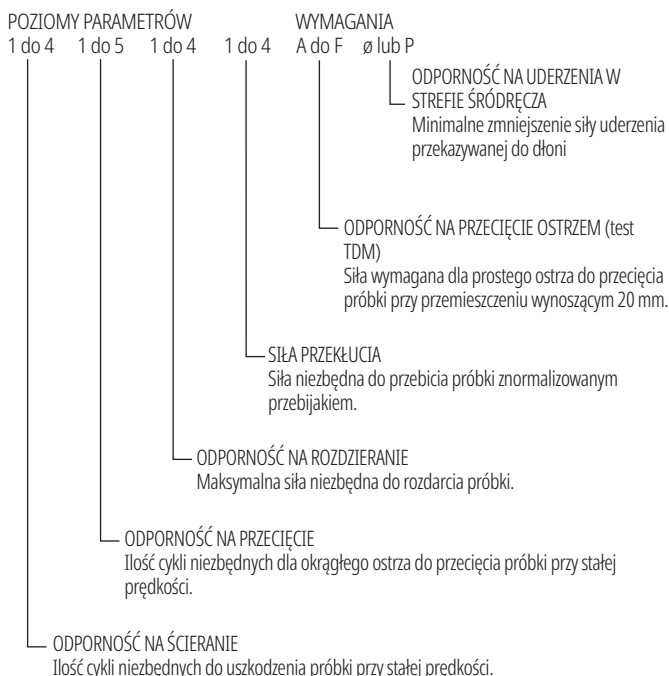 POZIOMY PARAMETRÓW WYMAGANIA
1 do 4 1 do 5 1 do 4 1 do 4 A do F ø lub P
ODPORNOŚĆ NA UDERZENIA W
STREFIE ŚRÓDRĘCZA
Minimalne zmniejszenie siły uderzenia
przekazywanej do dłoni
ODPORNOŚĆ NA PRZECIĘCIE OSTRZEM (test
TDM)
Siła wymagana dla prostego ostrza do przecięcia
próbki przy przemieszczeniu wynoszącym 20 mm.
SIŁA PRZEKŁUCIA
Siła niezbędna do przebicia próbki znormalizowanym
przebijakiem.
ODPORNOŚĆ NA ROZDZIERANIE
Maksymalna siła niezbędna do rozdarcia próbki.
ODPORNOŚĆ NA PRZECIĘCIE
Ilość cykli niezbędnych dla okrągłego ostrza do przecięcia próbki przy stałej
prędkości.
ODPORNOŚĆ NA ŚCIERANIE
Ilość cykli niezbędnych do uszkodzenia próbki przy stałej prędkości.